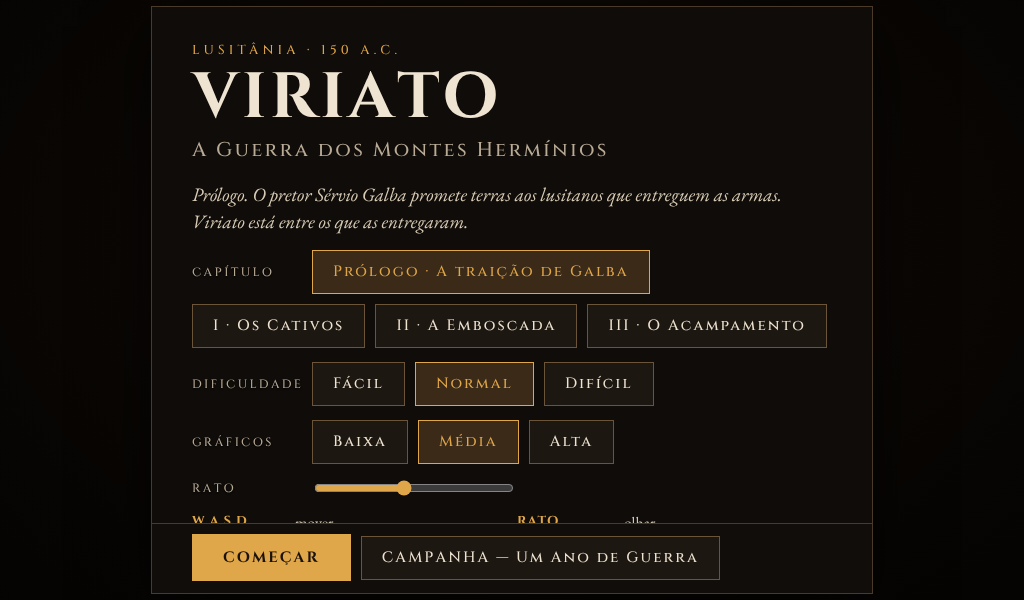 LUSITÂNIA · 150 A.C.
VIRIATO
A Guerra dos Montes Hermínios
Prólogo. O pretor Sérvio Galba promete terras aos lusitanos que entreguem as armas.
Viriato está entre os que as entregaram.
CAPÍTULO Prólogo · A traição de Galba
I · Os Cativos II · A Emboscada III · O Acampamento
DIFICULDADE Fácil Normal Difícil
GRÁFICOS Baixa Média Alta
RATO
W A S D mover RATO olhar
COMEÇAR CAMPANHA — Um Ano de Guerra